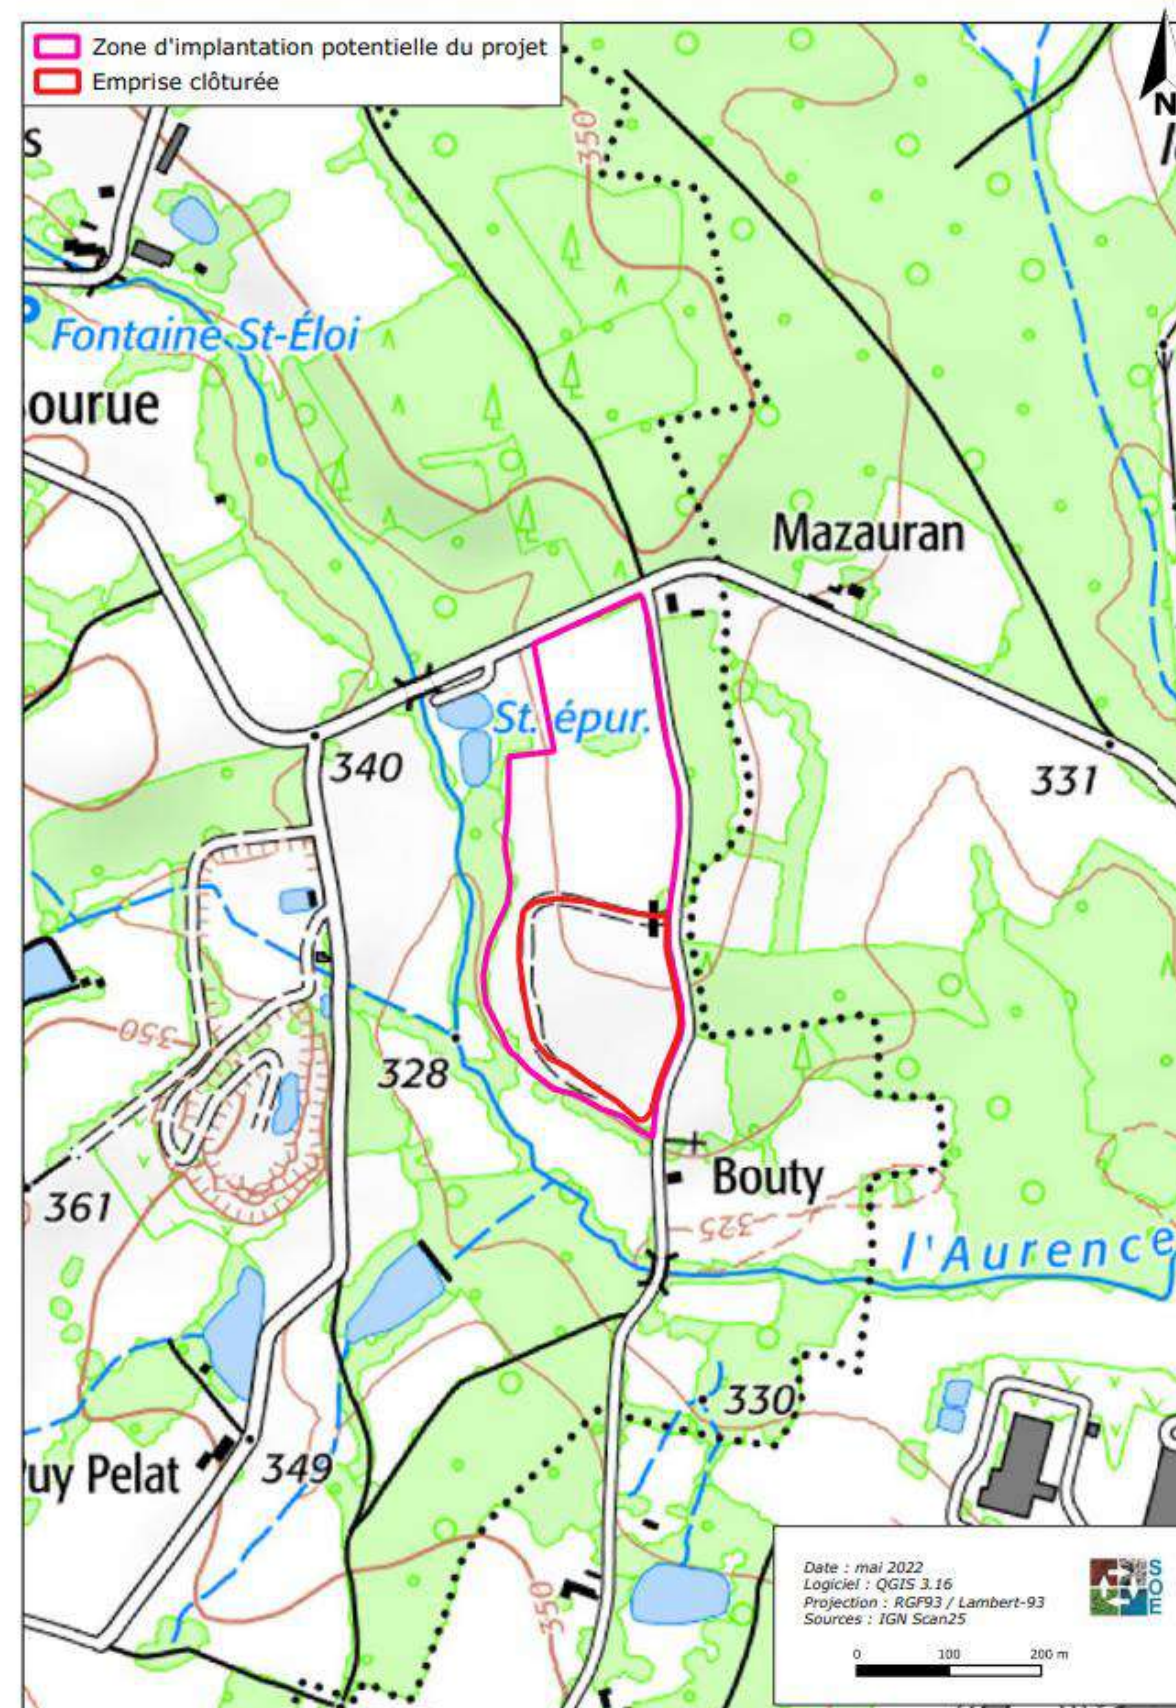 Zone d'implantation potentielle du projet
Emprise clôturée
N
s
350
Fontaine St-Éloi
ourue
Mazauran
St. épur.
340
331
350
328
361
Bouty
325
l'Aurence
330
uy Pelat
349
350
Date : mai 2022
Logiciel : QGIS 3.16
Projection : RGF93 / Lambert-93
Sources : IGN Scan25
SOE
0 100 200 m